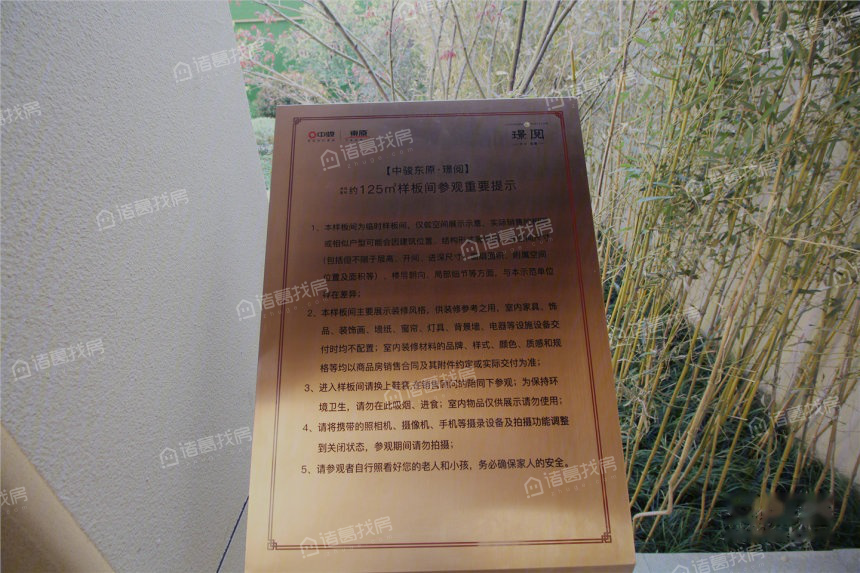 中骏 東原 璟閱
【中骏东原·璟阅】
约125㎡样板间参观重要提示
1、本样板间为临时样板间，仅做空间展示示意，实际销售
或相似户型可能会因建筑位置、结构形
（包括但不限于层高、开间、进深尺寸、 附属空间
位置及面积等）、楼层朝向、局部细节等方面，与本示范单位
存在差异；
2、本样板间主要展示装修风格，供装修参考之用，室内家具、饰
品、装饰画、墙纸、窗帘、灯具、背景墙、电器等设施设备交
付时均不配置；室内装修材料的品牌、样式、颜色、质感和规
格等均以商品房销售合同及其附件约定或实际交付为准；
3、进入样板间请换上鞋套，在销售顾问的陪同下参观；为保持环
境卫生，请勿在此吸烟、进食；室内物品仅供展示请勿使用；
4、请将携带的照相机、摄像机、手机等摄录设备及拍摄功能调整
到关闭状态，参观期间请勿拍摄；
5、请参观者自行照看好您的老人和小孩，务必确保家人的安全。
诸葛找房